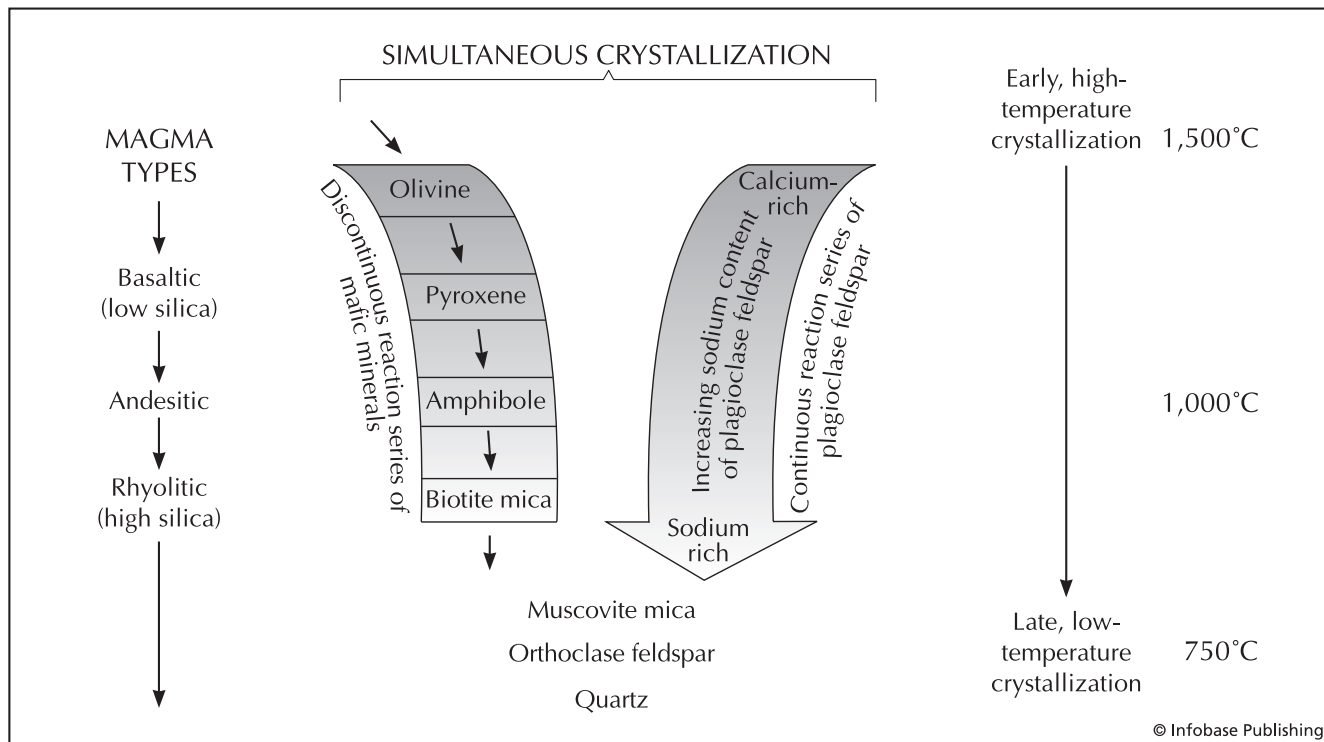 SIMULTANEOUS CRYSTALLIZATION
MAGMA
TYPES
Basaltic
(low silica)
Andesitic
Rhyolitic
(high silica)
Discontinuous reaction series of
mafic minerals
Olivine
Pyroxene
Amphibole
Biotite mica
Calcium-
rich
Increasing sodium content
of plagioclase feldspar
Sodium
rich
Continuous reaction series of
plagioclase feldspar
Muscovite mica
Orthoclase feldspar
Quartz
Early, high-
temperature
crystallization
1,500˚C
1,000˚C
Late, low-
temperature
crystallization
750˚C
© Infobase Publishing